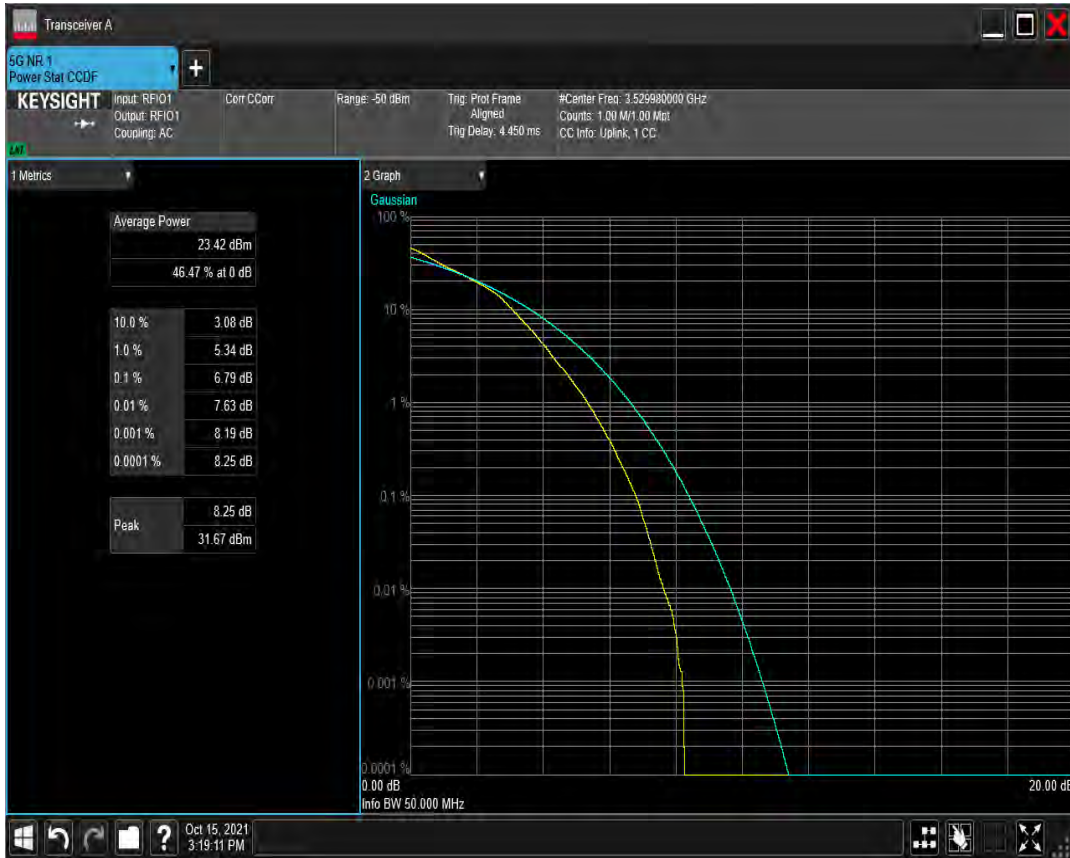 Transceiver A
5G NR 1
Power Stat CCDF
+
KEYSIGHT
Input: RFIO1
Output: RFIO1
Coupling: AC
Corr CCorr
Range: -50 dBm
Trig: Prot Frame
Aligned
Trig Delay: 4.450 ms
#Center Freq: 3.529980000 GHz
Counts: 1.00 M/1.00 Mpt
CC Info: Uplink, 1 CC
1 Metrics
Average Power
23.42 dBm
46.47 % at 0 dB
10.0 % 3.08 dB
1.0 % 5.34 dB
0.1 % 6.79 dB
0.01 % 7.63 dB
0.001 % 8.19 dB
0.0001 % 8.25 dB
Peak
8.25 dB
31.67 dBm
2 Graph
Gaussian
100 %
10 %
1 %
0.1 %
0.01 %
0.001 %
0.0001 %
0.00 dB
20.00 dB
Info BW 50.000 MHz
?
Oct 15, 2021
3:19:11 PM